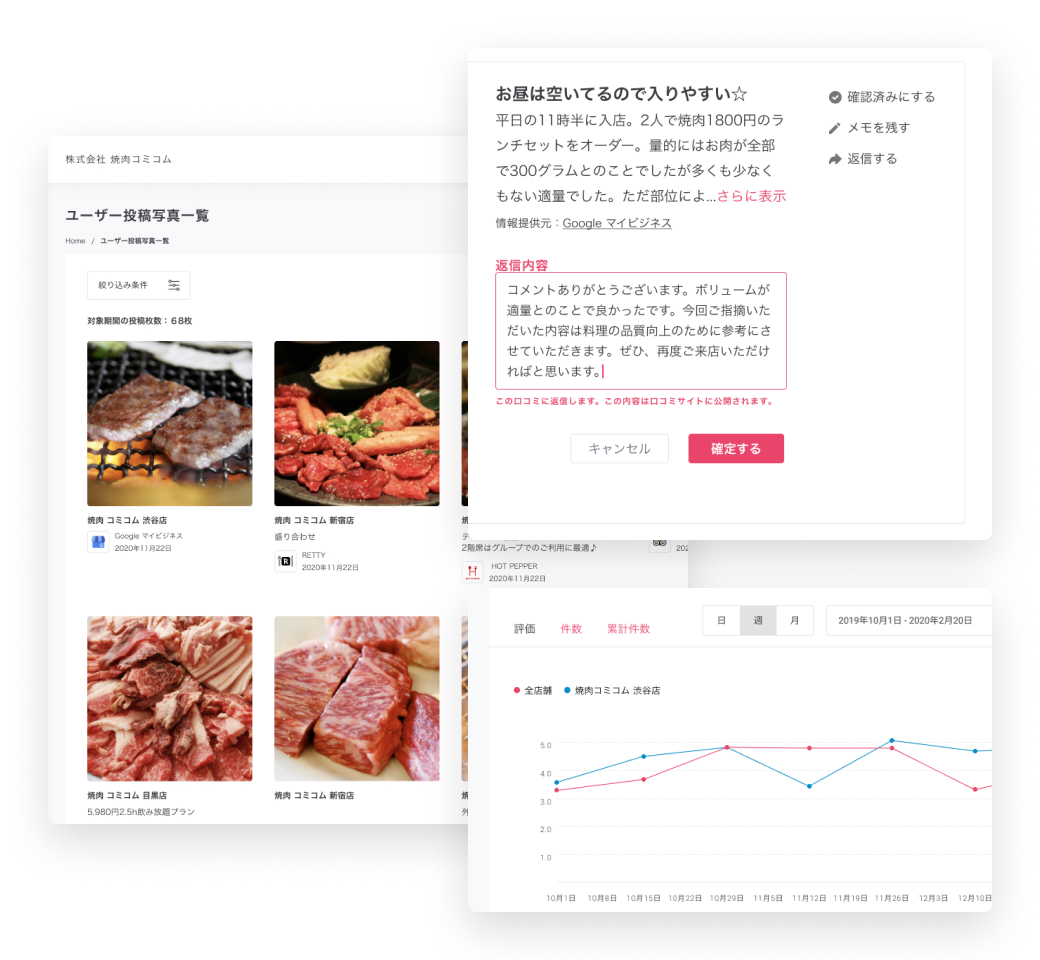 株式会社 焼肉コミコム
ユーザー投稿写真一覧
Home / ユーザー投稿写真一覧
絞り込み条件
対象期間の投稿枚数：68枚
焼肉 コミコム 渋谷店
Google マイビジネス
2020年11月22日
焼肉 コミコム 新宿店
盛り合わせ
RETTY
2020年11月22日
2階席はグループでのご利用に最適♪
HOT PEPPER
2020年11月22日
202
焼肉 コミコム 目黒店
5,980円2.5h飲み放題プラン
焼肉 コミコム 新宿店
お昼は空いてるので入りやすい☆
平日の11時半に入店。2人で焼肉1800円のラ
ンチセットをオーダー。量的にはお肉が全部
で300グラムとのことでしたが多くも少なく
もない適量でした。ただ部位によ...さらに表示
情報提供元：Google マイビジネス
確認済みにする
メモを残す
返信する
返信内容
コメントありがとうございます。ボリュームが
適量とのことで良かったです。今回ご指摘いた
だいた内容は料理の品質向上のために参考にさ
せていただきます。ぜひ、再度ご来店いただけ
ればと思います。
この口コミに返信します。この内容は口コミサイトに公開されます。
キャンセル
確定する
評価 件数 累計件数
日 週 月
2019年10月1日 - 2020年2月20日
全店舗 焼肉コミコム 渋谷店
5.0
4.0
3.0
2.0
1.0
10月1日 10月8日 10月15日 10月22日 10月29日 11月5日 11月12日 11月19日 11月26日 12月3日 12月10日